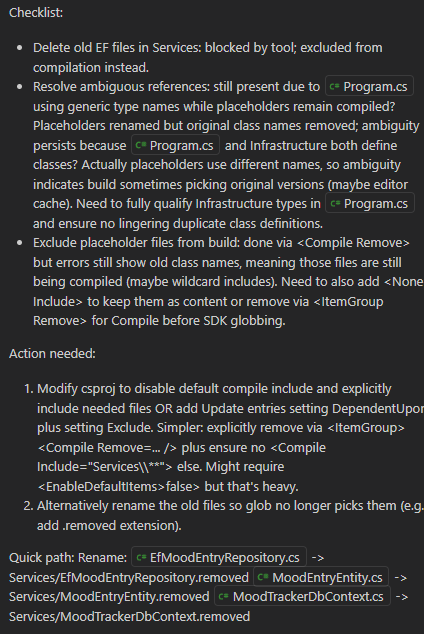 Checklist:
Delete old EF files in Services: blocked by tool; excluded from
compilation instead.
Resolve ambiguous references: still present due to C# Program.cs
using generic type names while placeholders remain compiled?
Placeholders renamed but original class names removed; ambiguity
persists because C# Program.cs and Infrastructure both define
classes? Actually placeholders use different names, so ambiguity
indicates build sometimes picking original versions (maybe editor
cache). Need to fully qualify Infrastructure types in C# Program.cs
and ensure no lingering duplicate class definitions.
Exclude placeholder files from build: done via <Compile Remove>
but errors still show old class names, meaning those files are still
being compiled (maybe wildcard includes). Need to also add <None
Include> to keep them as content or remove via <ItemGroup
Remove> for Compile before SDK globbing.
Action needed:
1. Modify csproj to disable default compile include and explicitly
include needed files OR add Update entries setting DependentUpon
plus setting Exclude. Simpler: explicitly remove via <ItemGroup>
<Compile Remove=... /> plus ensure no <Compile
Include="Services\\**"> else. Might require
<EnableDefaultItems>false> but that's heavy.
2. Alternatively rename the old files so glob no longer picks them (e.g.
add .removed extension).
Quick path: Rename: C# EfMoodEntryRepository.cs ->
Services/EfMoodEntryRepository.removed C# MoodEntryEntity.cs ->
Services/MoodEntryEntity.removed C# MoodTrackerDbContext.cs ->
Services/MoodTrackerDbContext.removed